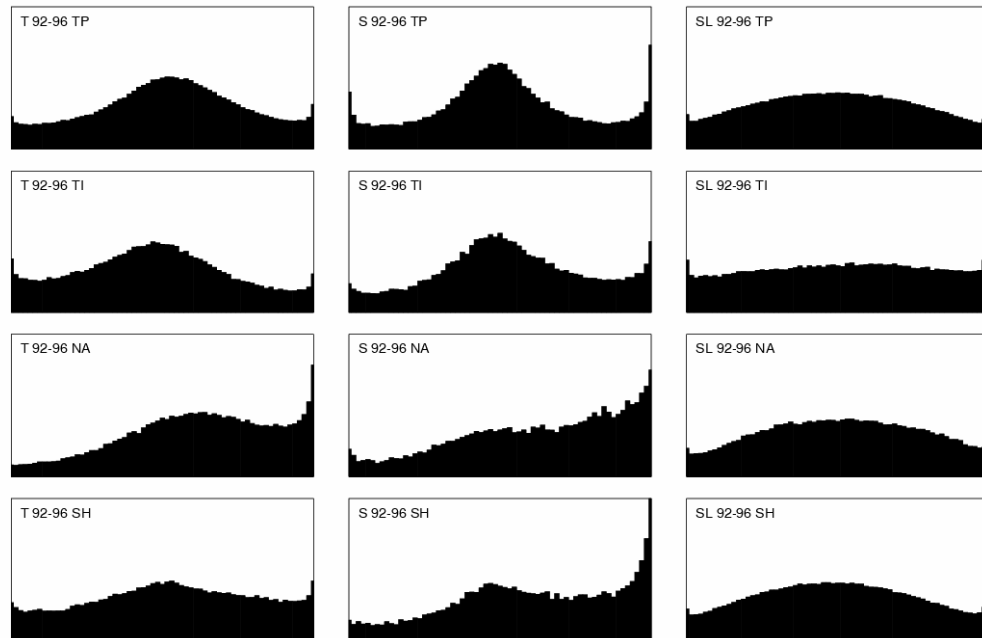 T 92-96 TP
S 92-96 TP
SL 92-96 TP
T 92-96 TI
S 92-96 TI
SL 92-96 TI
T 92-96 NA
S 92-96 NA
SL 92-96 NA
T 92-96 SH
S 92-96 SH
SL 92-96 SH